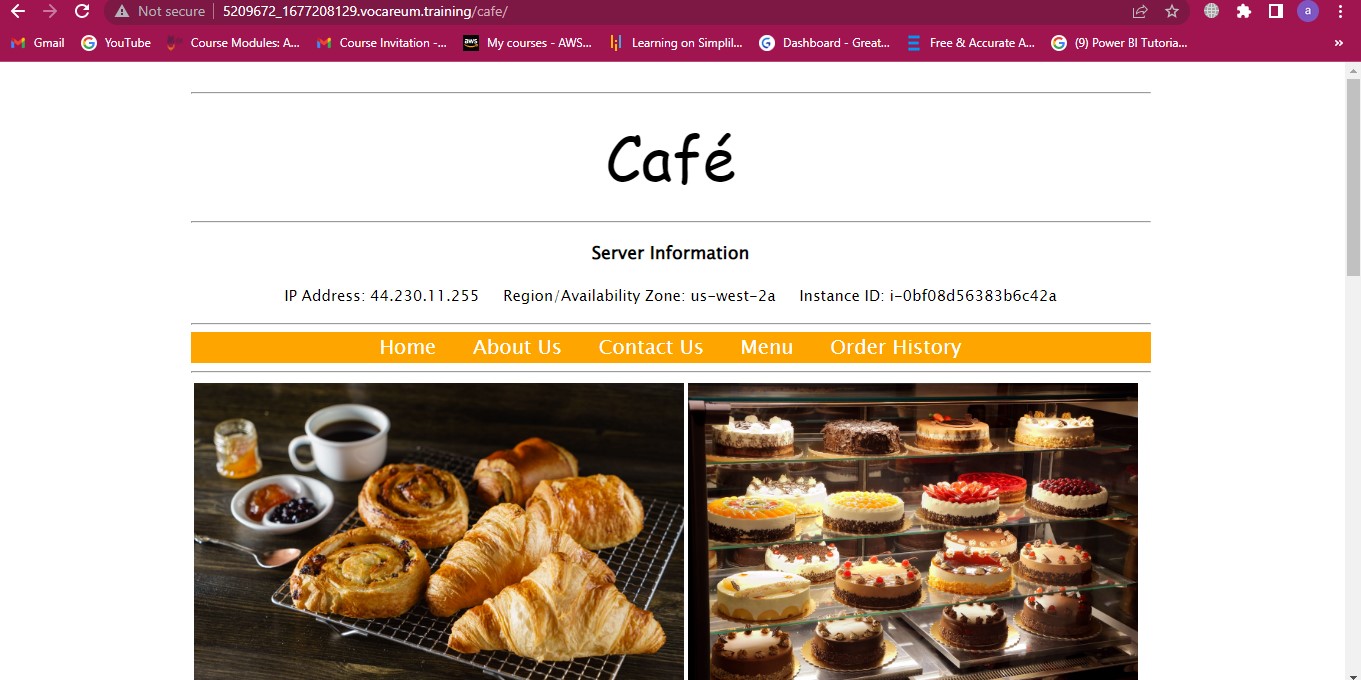 Not secure 5209672_1677208129.vocareum.training/cafe/ a
Gmail YouTube Course Modules: A... Course Invitation -... aws My courses - AWS... Learning on Simplil... Dashboard - Great... Free & Accurate A... (9) Power BI Tutoria... »
Café
Server Information
IP Address: 44.230.11.255 Region/Availability Zone: us-west-2a Instance ID: i-0bf08d56383b6c42a
Home About Us Contact Us Menu Order History